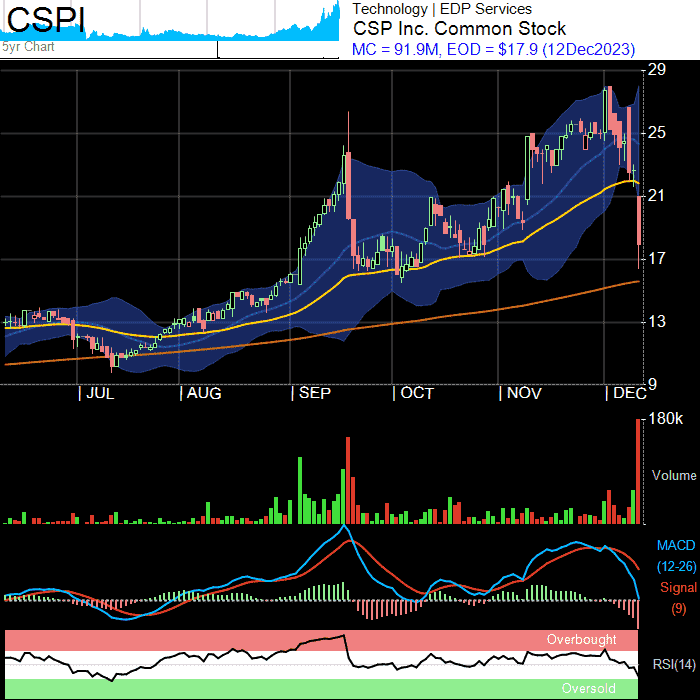 CSPI
5yr Chart
Technology | EDP Services
CSP Inc. Common Stock
MC = 91.9M, EOD = $17.9 (12Dec2023)
29
25
21
17
13
9
| JUL | AUG | SEP | OCT | NOV | DEC
180k
Volume
MACD
(12-26)
Signal
(9)
Overbought
RSI(14)
Oversold